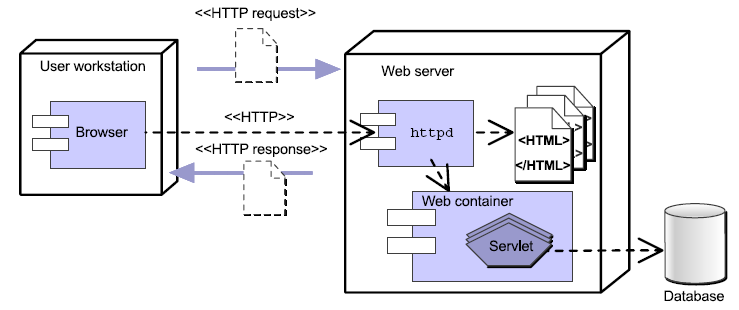 <<HTTP request>>
User workstation
Web server
Browser
<<HTTP>>
httpd
<HTML>
</HTML>
<<HTTP response>>
Web container
Servlet
Database